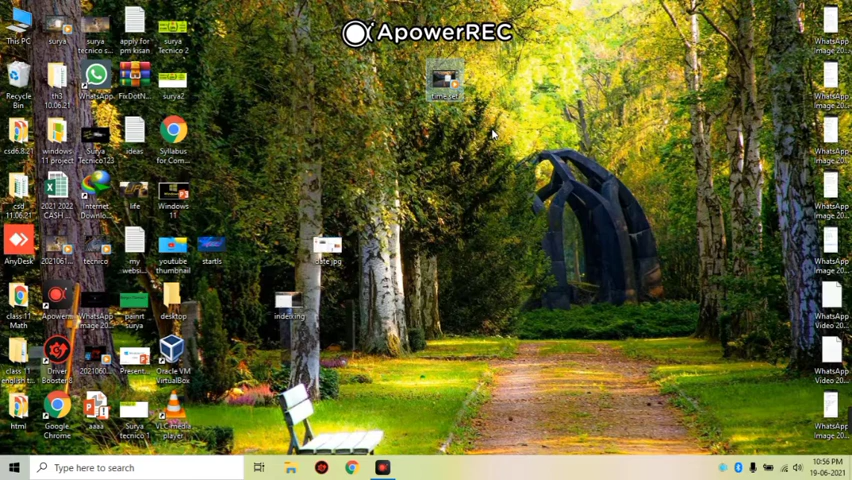 ApowerREC
This PC
surya
surya
tecnico s...
apply for
pm kisan
surya
Tecnico 2
time set
WhatsApp
Image 20...
Recycle
Bin
th3
10.06.21
WhatsApp
FixDotN...
surya2
WhatsApp
Image 20...
csd6.8.21
windows
11 project
Surya
Tecnico123
ideas
Syllabus
for Com...
WhatsApp
Image 20...
csd
11.06.21
2021 2022
CASH ...
Internet
Downlo...
life
Windows
11
WhatsApp
Image 20...
AnyDesk
2021061...
tecnico
my
websi...
youtube
thumbnail
startls
date.jpg
WhatsApp
Image 20...
class 11
Math
Apower...
WhatsApp
Image 20...
painrt
surya
desktop
indexing
WhatsApp
Video 20...
class 11
english t...
Driver
Booster 8
2021060...
Present...
Oracle VM
VirtualBox
WhatsApp
Video 20...
html
Google
Chrome
aaaa
Surya
tecnico 1
VLC media
player
WhatsApp
Image 20...
Type here to search
10:56 PM
19-06-2021